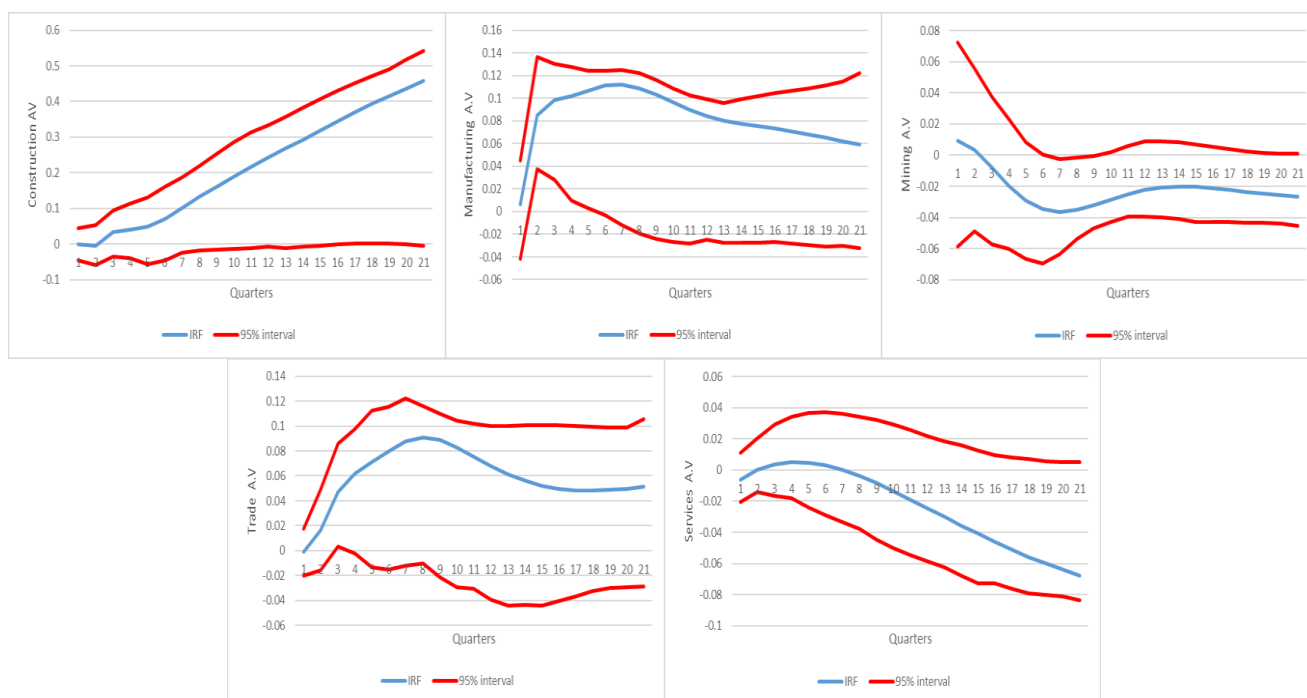 Construction AV
0.6
0.5
0.4
0.3
0.2
0.1
0
-0.1
1 2 3 4 5 6 7 8 9 10 11 12 13 14 15 16 17 18 19 20 21
Quarters
IRF 95% interval
Manufacturing A.V
0.16
0.14
0.12
0.1
0.08
0.06
0.04
0.02
0
-0.02
-0.04
-0.06
1 2 3 4 5 6 7 8 9 10 11 12 13 14 15 16 17 18 19 20 21
Quarters
IRF 95% interval
Mining A.V
0.08
0.06
0.04
0.02
0
-0.02
-0.04
-0.06
-0.08
1 2 3 4 5 6 7 8 9 10 11 12 13 14 15 16 17 18 19 20 21
Quarters
IRF 95% interval
Trade A.V
0.14
0.12
0.1
0.08
0.06
0.04
0.02
0
-0.02
-0.04
-0.06
1 2 3 4 5 6 7 8 9 10 11 12 13 14 15 16 17 18 19 20 21
Quarters
IRF 95% interval
Services A.V
0.06
0.04
0.02
0
-0.02
-0.04
-0.06
-0.08
-0.1
1 2 3 4 5 6 7 8 9 10 11 12 13 14 15 16 17 18 19 20 21
Quarters
IRF 95% interval